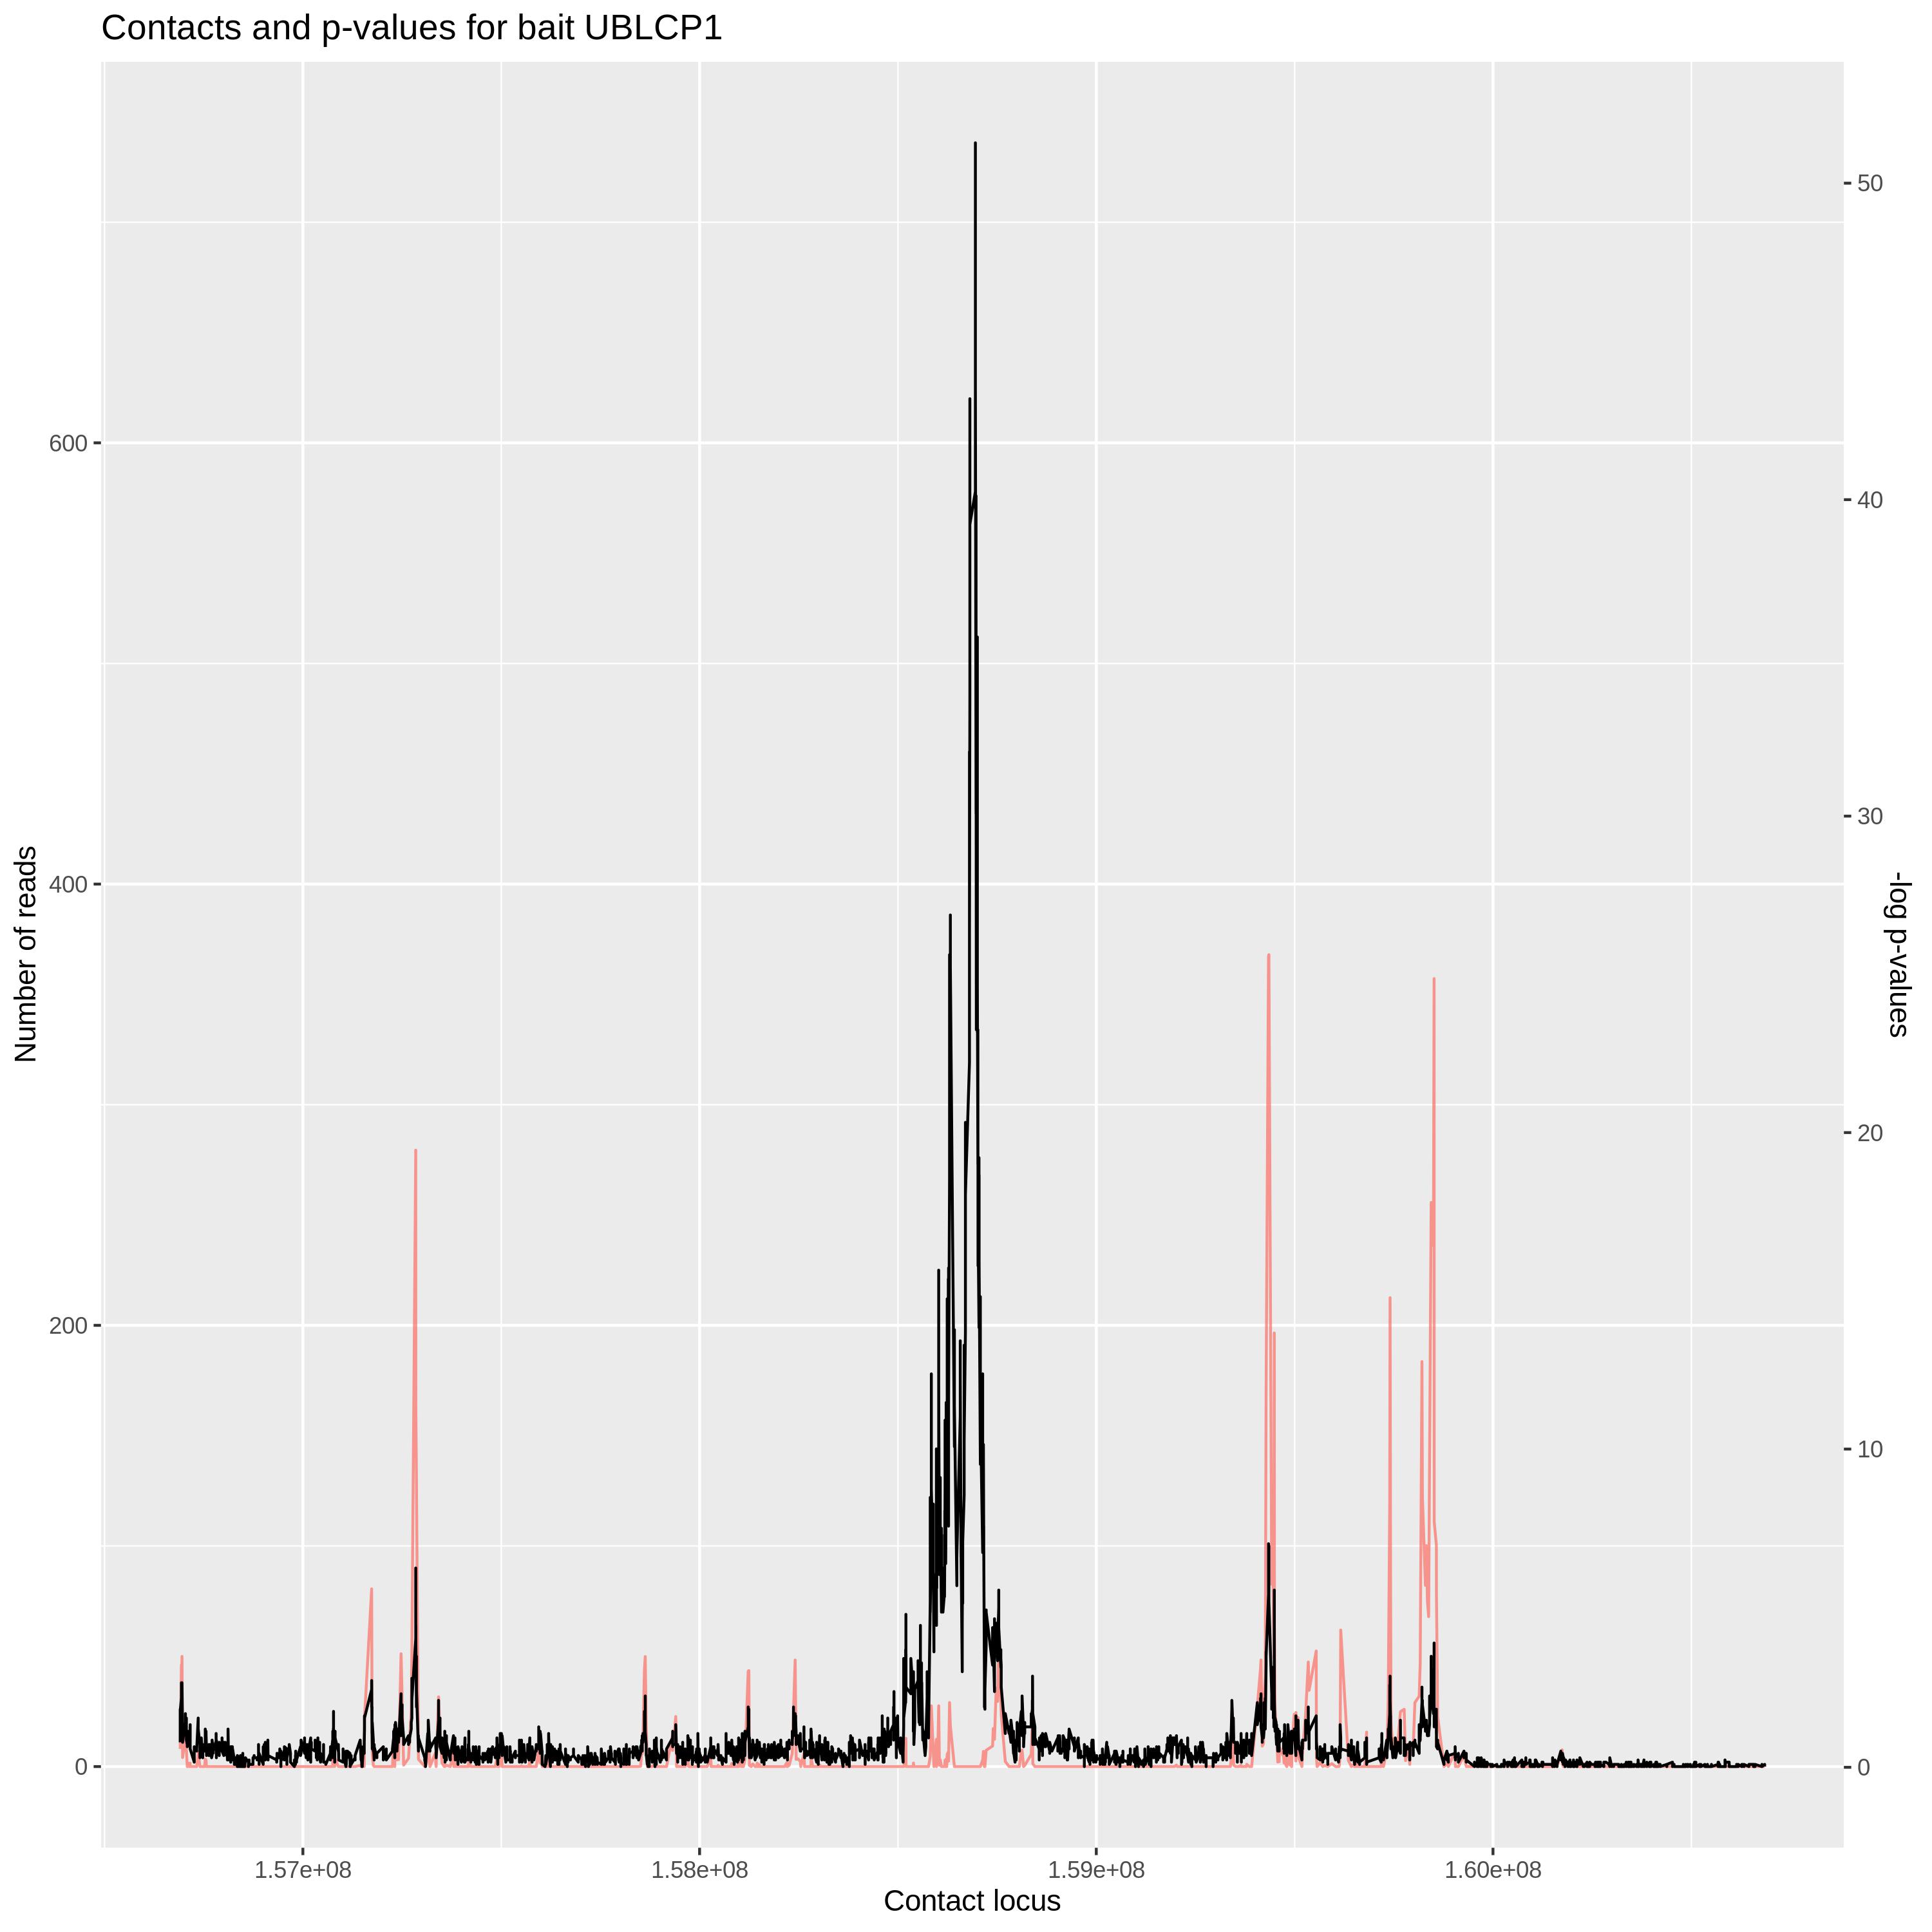 Contacts and p-values for bait UBLCP1
Number of reads
600
400
200
0
50
40
30
20
10
0
-log p-values
1.57e+08
1.58e+08
1.59e+08
1.60e+08
Contact locus